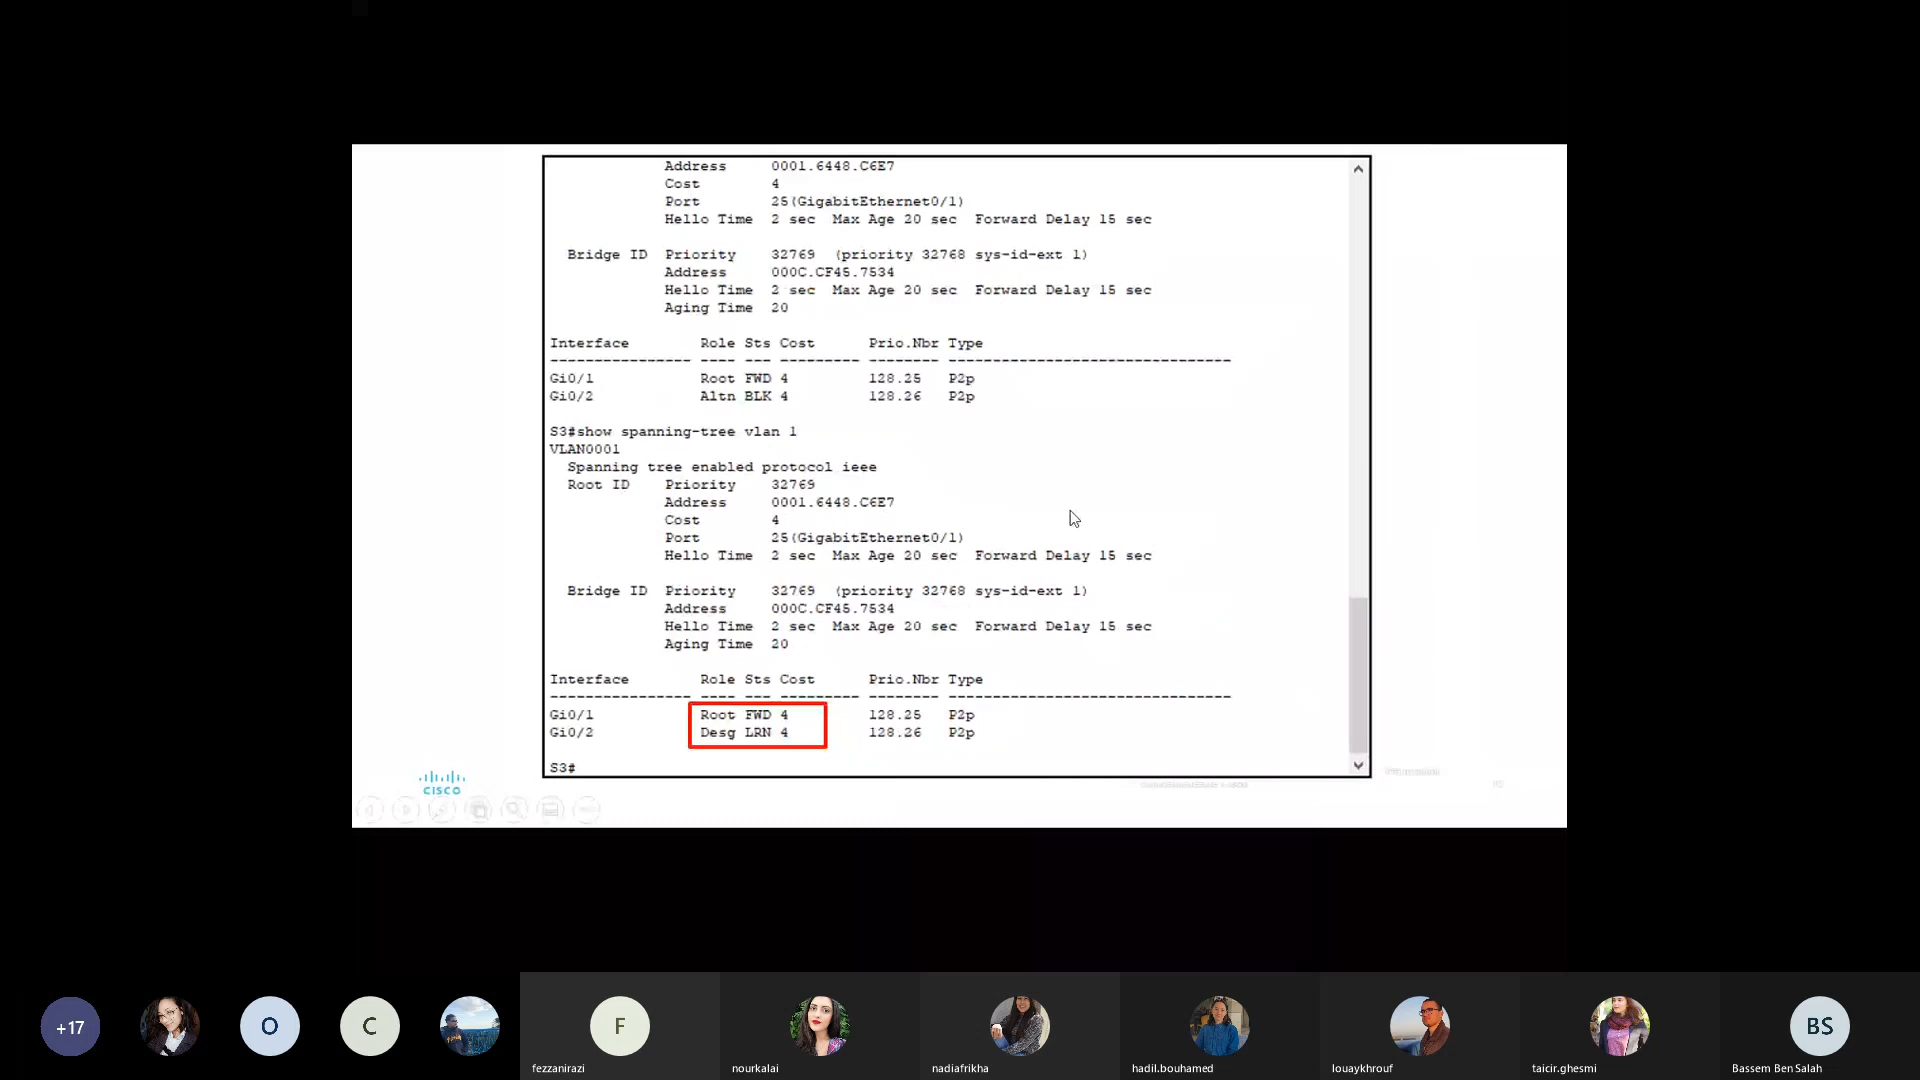 Address 0001.6448.C6E7
Cost 4
Port 25(GigabitEthernet0/1)
Hello Time 2 sec Max Age 20 sec Forward Delay 15 sec
Bridge ID Priority 32769 (priority 32768 sys-id-ext 1)
Address 000C.CF45.7534
Hello Time 2 sec Max Age 20 sec Forward Delay 15 sec
Aging Time 20
Interface Role Sts Cost Prio.Nbr Type
---------------- ---- --- --------- -------- --------------------------------
Gi0/1 Root FWD 4 128.25 P2p
Gi0/2 Altn BLK 4 128.26 P2p
S3#show spanning-tree vlan 1
VLAN0001
Spanning tree enabled protocol ieee
Root ID Priority 32769
Address 0001.6448.C6E7
Cost 4
Port 25(GigabitEthernet0/1)
Hello Time 2 sec Max Age 20 sec Forward Delay 15 sec
Bridge ID Priority 32769 (priority 32768 sys-id-ext 1)
Address 000C.CF45.7534
Hello Time 2 sec Max Age 20 sec Forward Delay 15 sec
Aging Time 20
Interface Role Sts Cost Prio.Nbr Type
---------------- ---- --- --------- -------- --------------------------------
Gi0/1 Root FWD 4 128.25 P2p
Gi0/2 Desg LRN 4 128.26 P2p
S3#
CISCO
+17
O
C
F
BS
fezzanirazi
nourkalai
nadiafrikha
hadil.bouhamed
louaykhrouf
taicir.ghesmi
Bassem Ben Salah